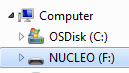 Computer
OSDisk (C:)
NUCLEO (F:)